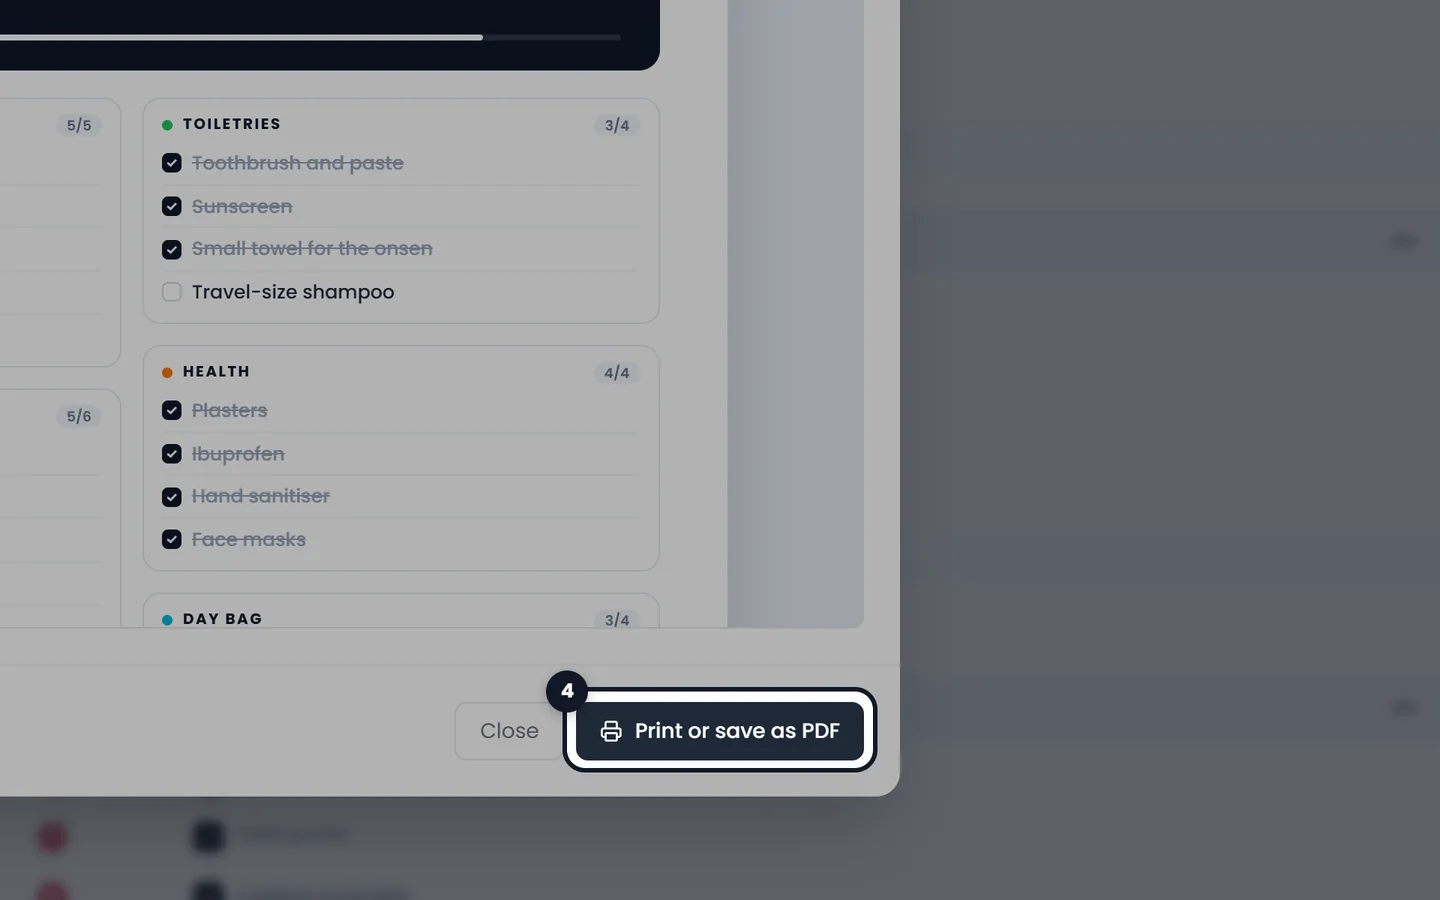 5/5
5/6
TOILETRIES 3/4
Toothbrush and paste
Sunscreen
Small towel for the onsen
Travel-size shampoo
HEALTH 4/4
Plasters
Ibuprofen
Hand sanitiser
Face masks
DAY BAG 3/4
4
Close
Print or save as PDF